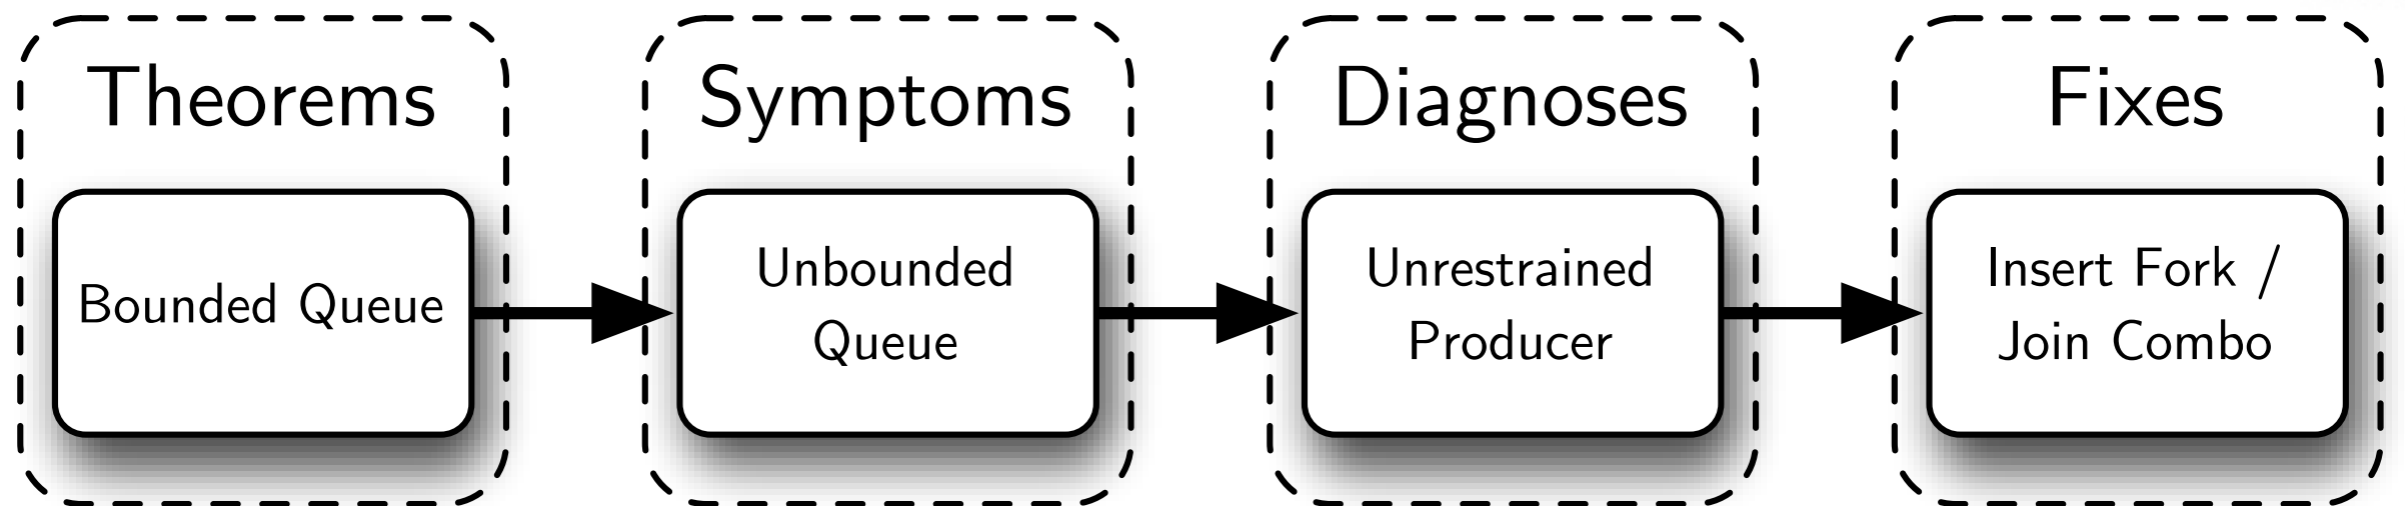 Theorems
Bounded Queue
Symptoms
Unbounded
Queue
Diagnoses
Unrestrained
Producer
Fixes
Insert Fork /
Join Combo